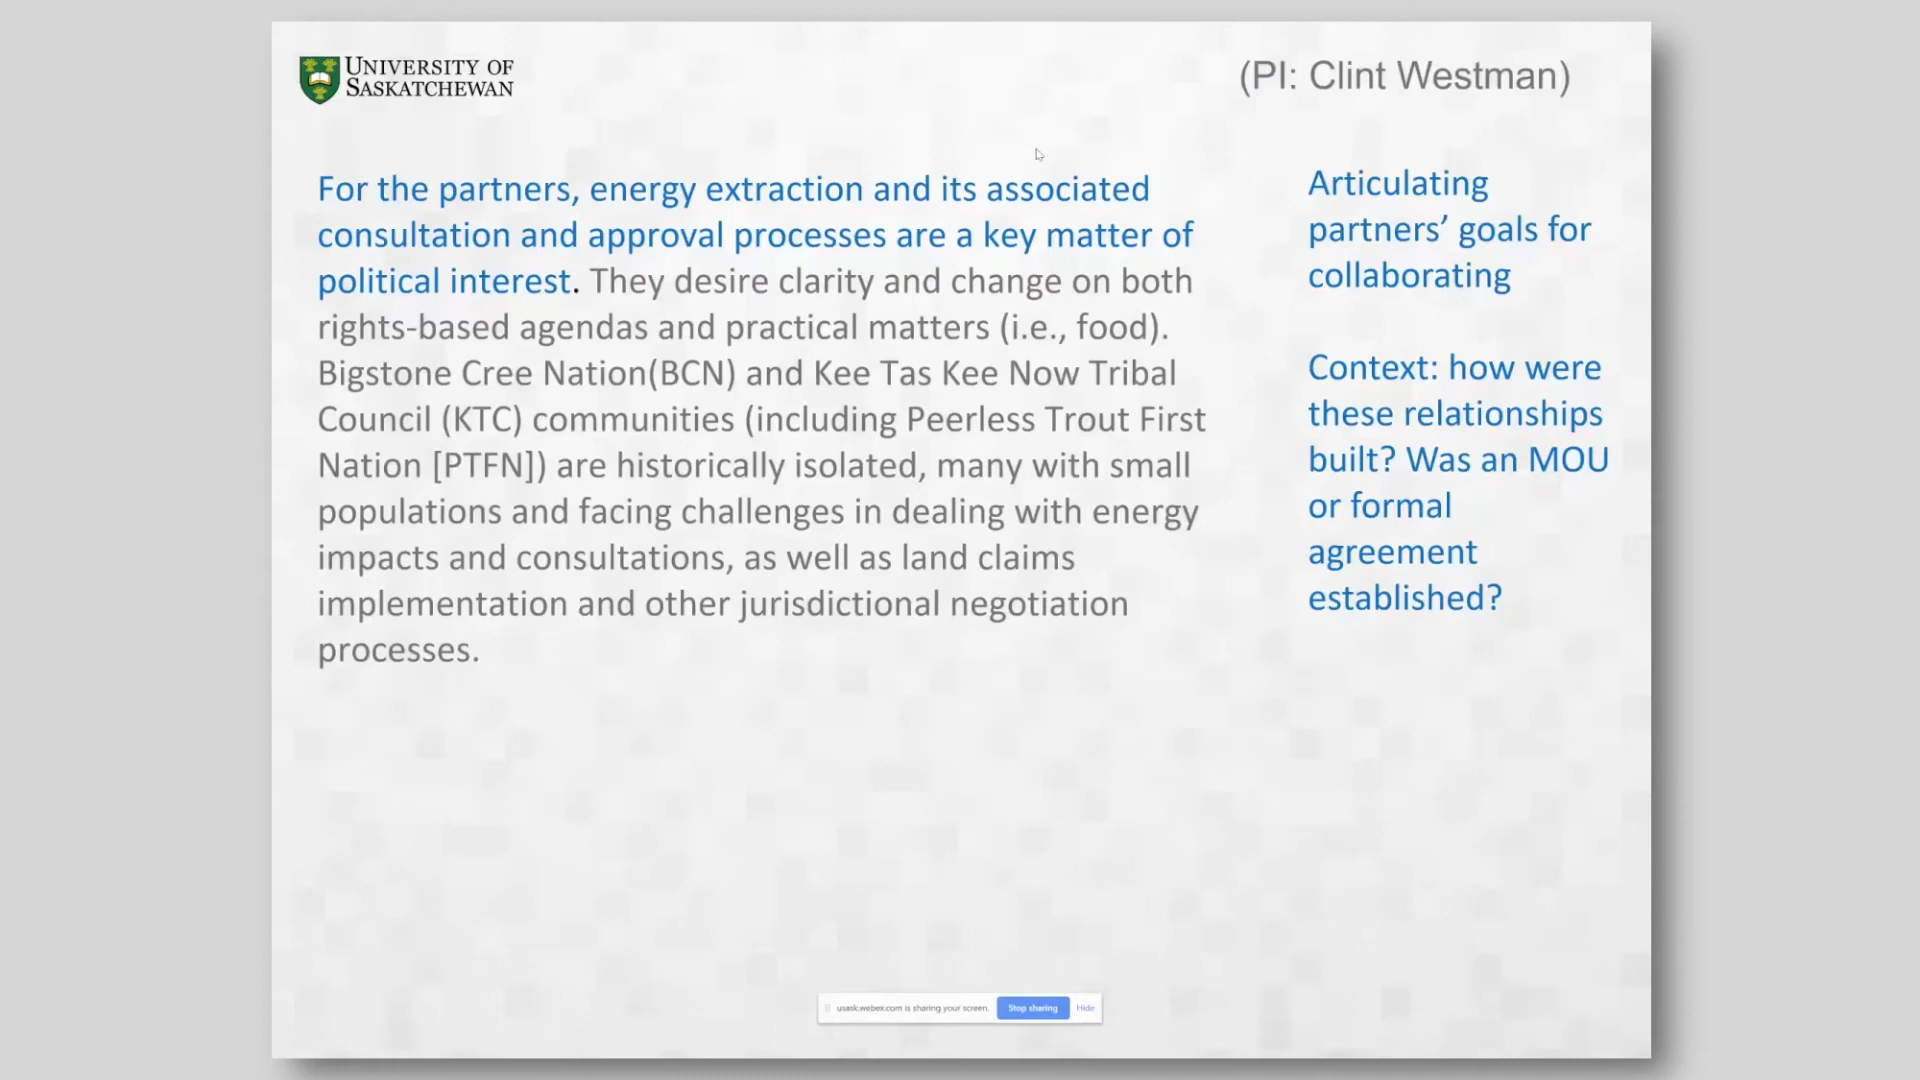 UNIVERSITY OF
SASKATCHEWAN
(PI: Clint Westman)
For the partners, energy extraction and its associated
consultation and approval processes are a key matter of
political interest. They desire clarity and change on both
rights-based agendas and practical matters (i.e., food).
Bigstone Cree Nation(BCN) and Kee Tas Kee Now Tribal
Council (KTC) communities (including Peerless Trout First
Nation [PTFN]) are historically isolated, many with small
populations and facing challenges in dealing with energy
impacts and consultations, as well as land claims
implementation and other jurisdictional negotiation
processes.
Articulating
partners’ goals for
collaborating
Context: how were
these relationships
built? Was an MOU
or formal
agreement
established?
usask.webex.com is sharing your screen. Stop sharing Hide